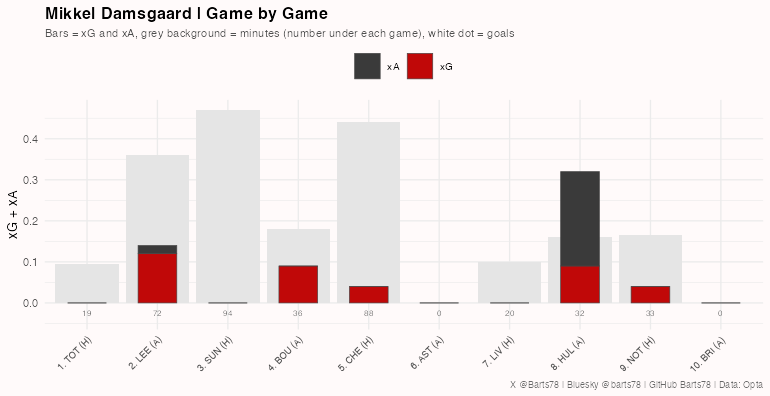 Mikkel Damsgaard | Game by Game
Bars = xG and xA, grey background = minutes (number under each game), white dot = goals
xA xG
xG + xA
0.4
0.3
0.2
0.1
0.0
19 72 94 36 88 0 20 32 33 0
1. TOT (H) 2. LEE (A) 3. SUN (H) 4. BOU (A) 5. CHE (H) 6. AST (A) 7. LIV (H) 8. HUL (A) 9. NOT (H) 10. BRI (A)
X @Barts78 | Bluesky @barts78 | GitHub Barts78 | Data: Opta